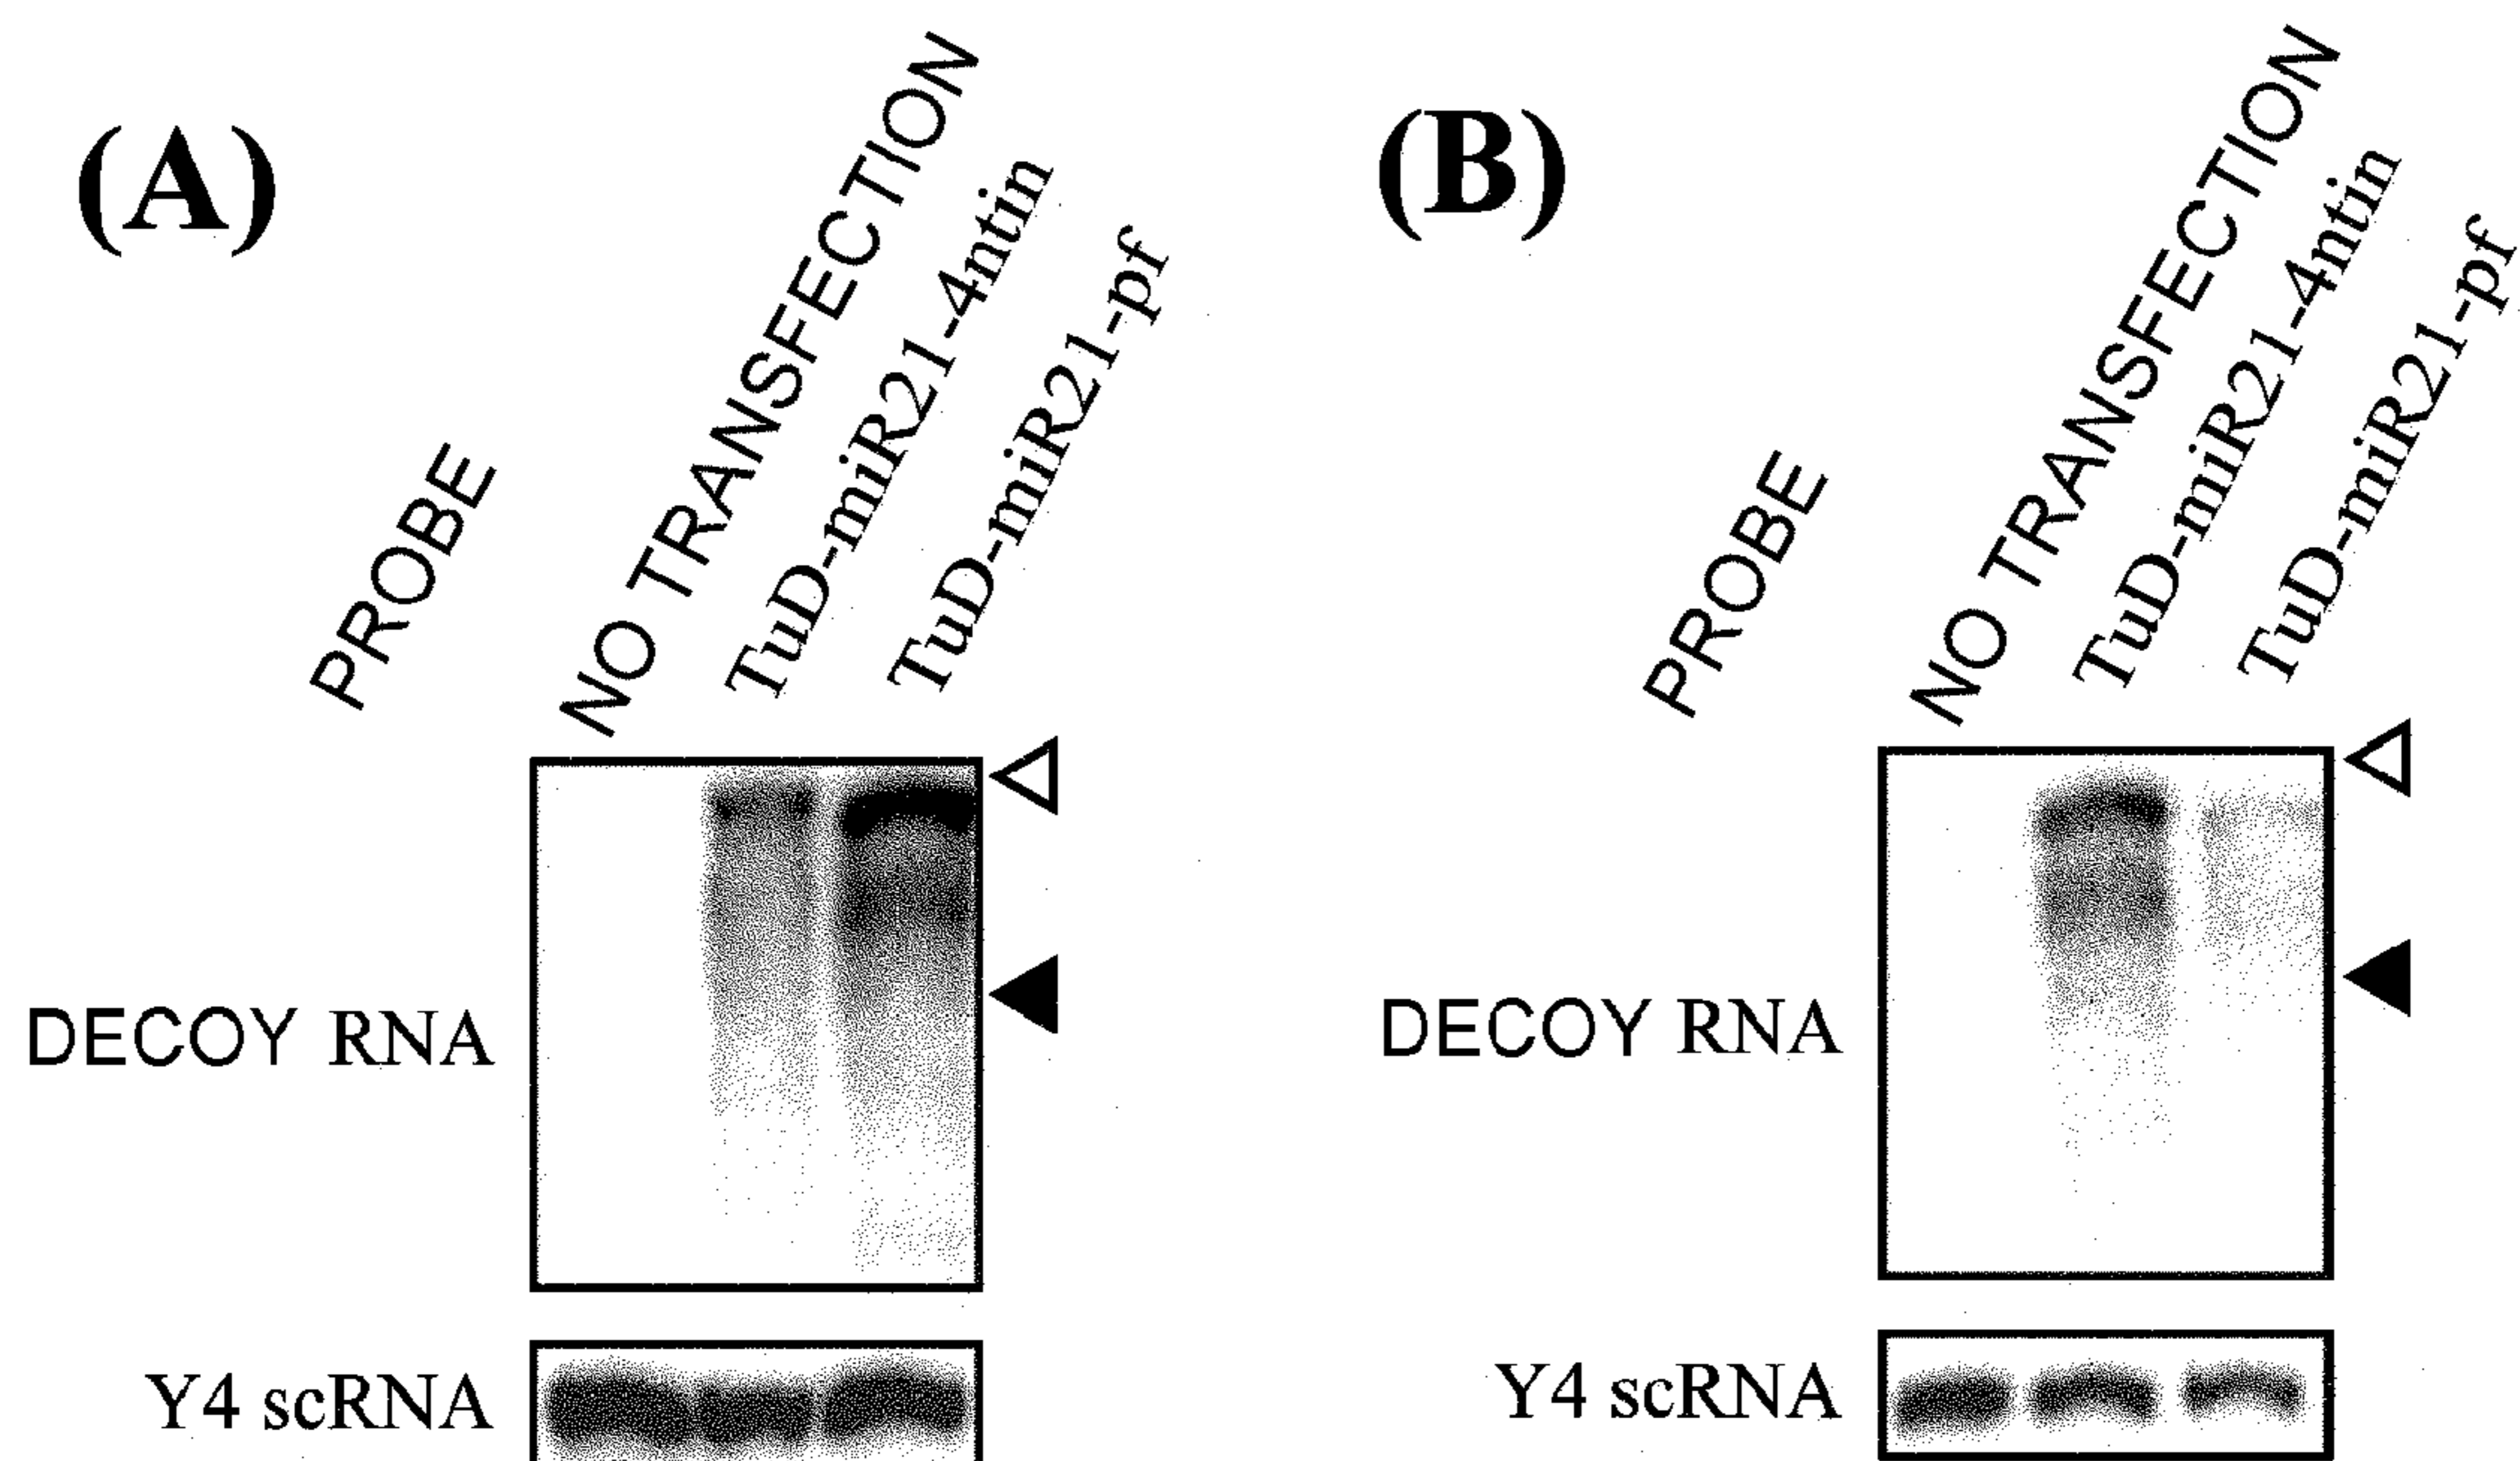 (A)
PROBE
NO TRANSFECTION
TuD-miR21-4ntin
TuD-miR21-pf
DECOY RNA
Y4 scRNA
(B)
PROBE
NO TRANSFECTION
TuD-miR21-4ntin
TuD-miR21-pf
DECOY RNA
Y4 scRNA